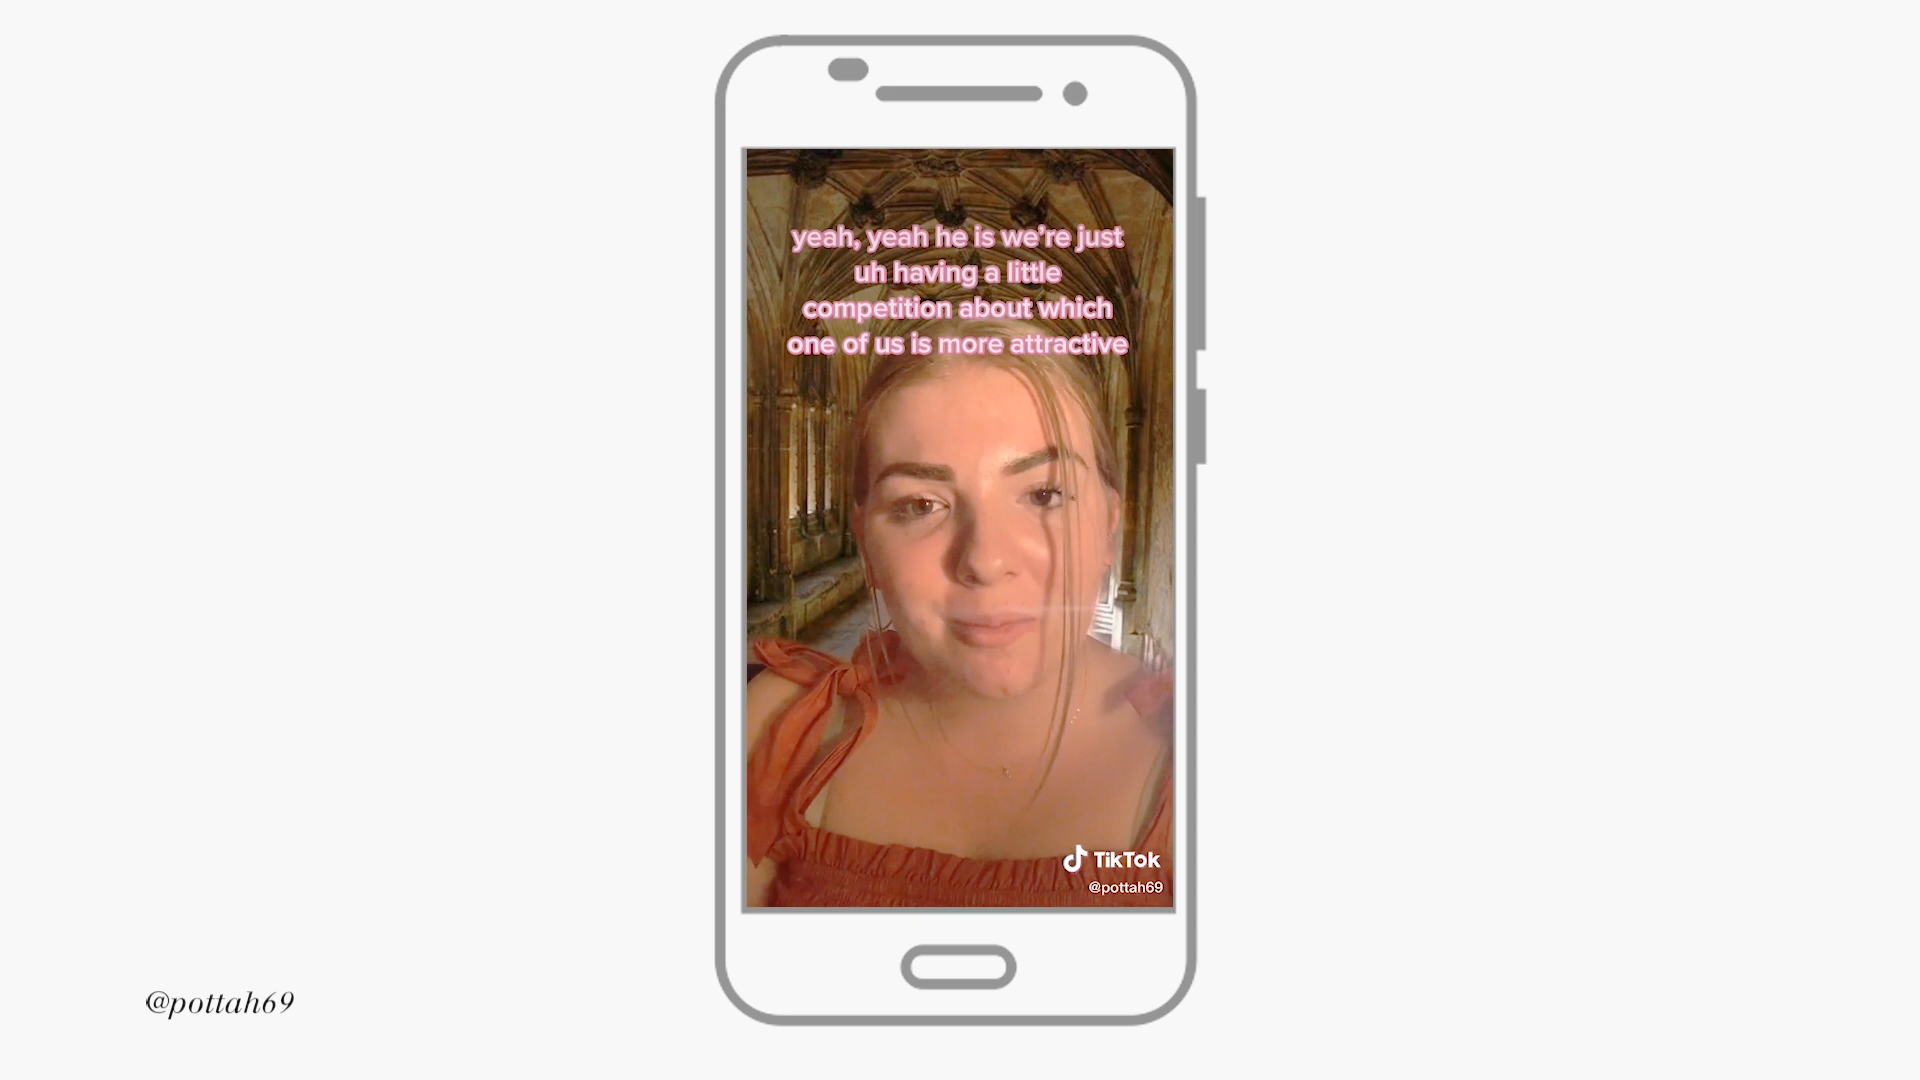 yeah, yeah he is we're just
uh having a little
competition about which
one of us is more attractive
TikTok
@pottah69
@pottah69